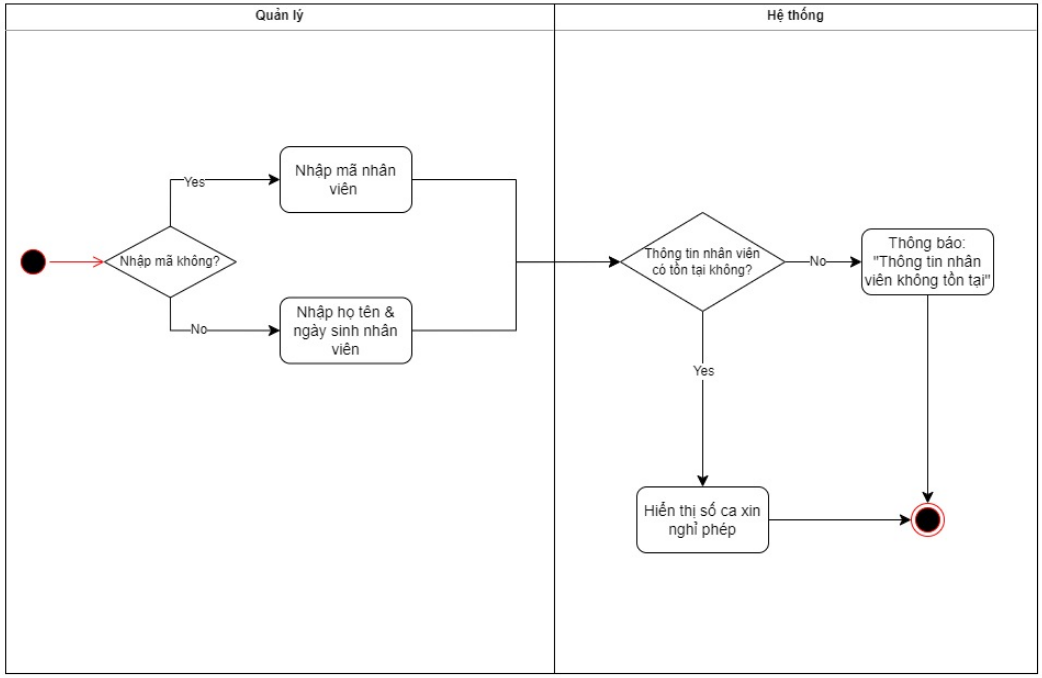 Quản lý
Hệ thống
Yes
Nhập mã nhân
viên
Nhập mã không?
No
Nhập họ tên &
ngày sinh nhân
viên
Thông tin nhân viên
có tồn tại không?
No
Thông báo:
"Thông tin nhân
viên không tồn tại"
Yes
Hiển thị số ca xin
nghỉ phép